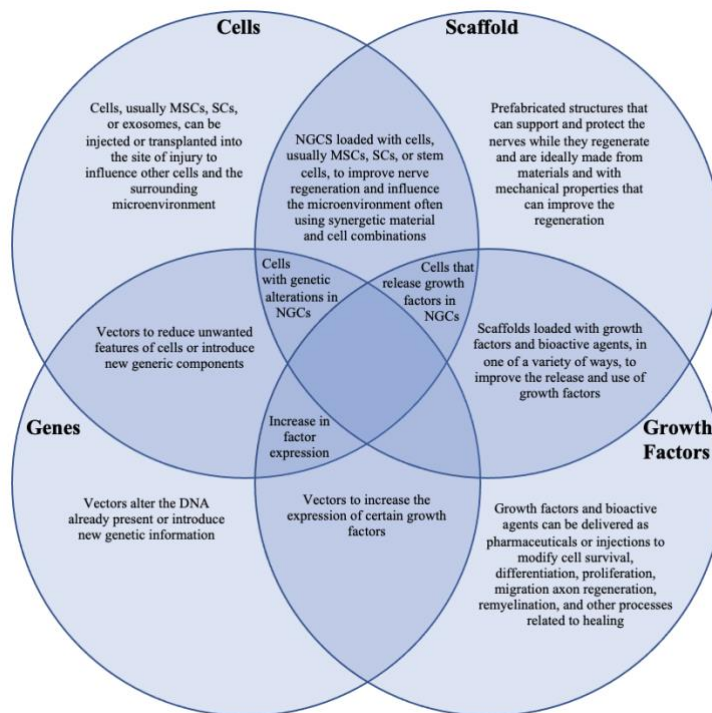 Cells
Scaffold
Cells, usually MSCs, SCs,
or exosomes, can be
injected or transplanted into
the site of injury to
influence other cells and the
surrounding
microenvironment
NGCS loaded with cells,
usually MSCs, SCs, or stem
cells, to improve nerve
regeneration and influence
the microenvironment often
using synergetic material
and cell combinations
Prefabricated structures that
can support and protect the
nerves while they regenerate
and are ideally made from
materials and with
mechanical properties that
can improve the
regeneration
Cells
with genetic
alterations in
NGCs
Cells that
release growth
factors in
NGCs
Vectors to reduce unwanted
features of cells or introduce
new generic components
Scaffolds loaded with growth
factors and bioactive agents, in
one of a variety of ways, to
improve the release and use of
growth factors
Genes
Increase in
factor
expression
Growth
Factors
Vectors alter the DNA
already present or introduce
new genetic information
Vectors to increase the
expression of certain growth
factors
Growth factors and bioactive
agents can be delivered as
pharmaceuticals or injections to
modify cell survival,
differentiation, proliferation,
migration axon regeneration,
remyelination, and other processes
related to healing